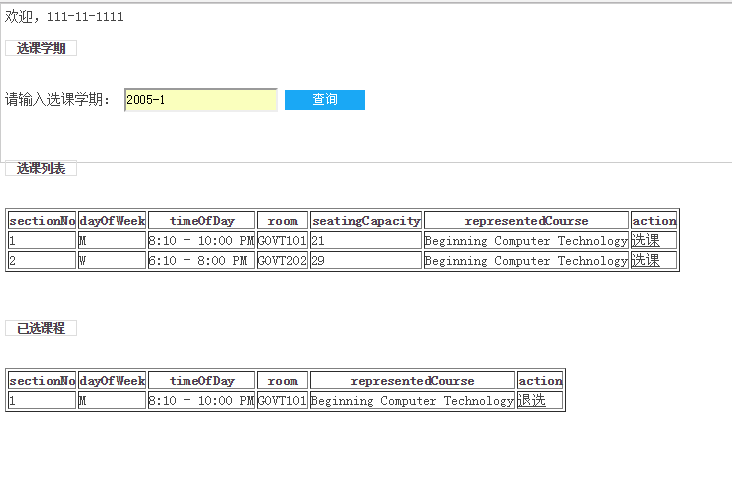 欢迎，111-11-1111
选课学期
请输入选课学期： 2005-1 查询
选课列表
sectionNo dayOfWeek timeOfDay room seatingCapacity representedCourse action
1 M 8:10 - 10:00 PM GOVT101 21 Beginning Computer Technology 选课
2 W 6:10 - 8:00 PM GOVT202 29 Beginning Computer Technology 选课
已选课程
sectionNo dayOfWeek timeOfDay room representedCourse action
1 M 8:10 - 10:00 PM GOVT101 Beginning Computer Technology 退选